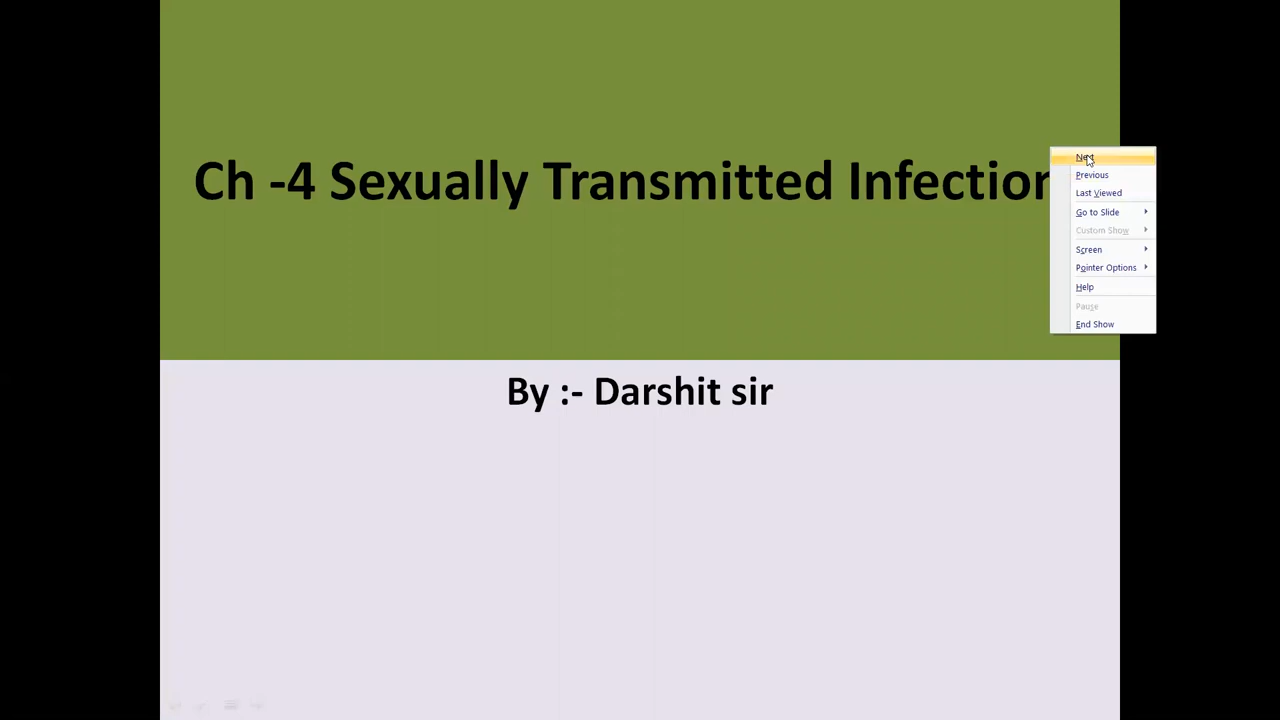 Ch -4 Sexually Transmitted Infection
By :- Darshit sir
Next
Previous
Last Viewed
Go to Slide
Custom Show
Screen
Pointer Options
Help
Pause
End Show